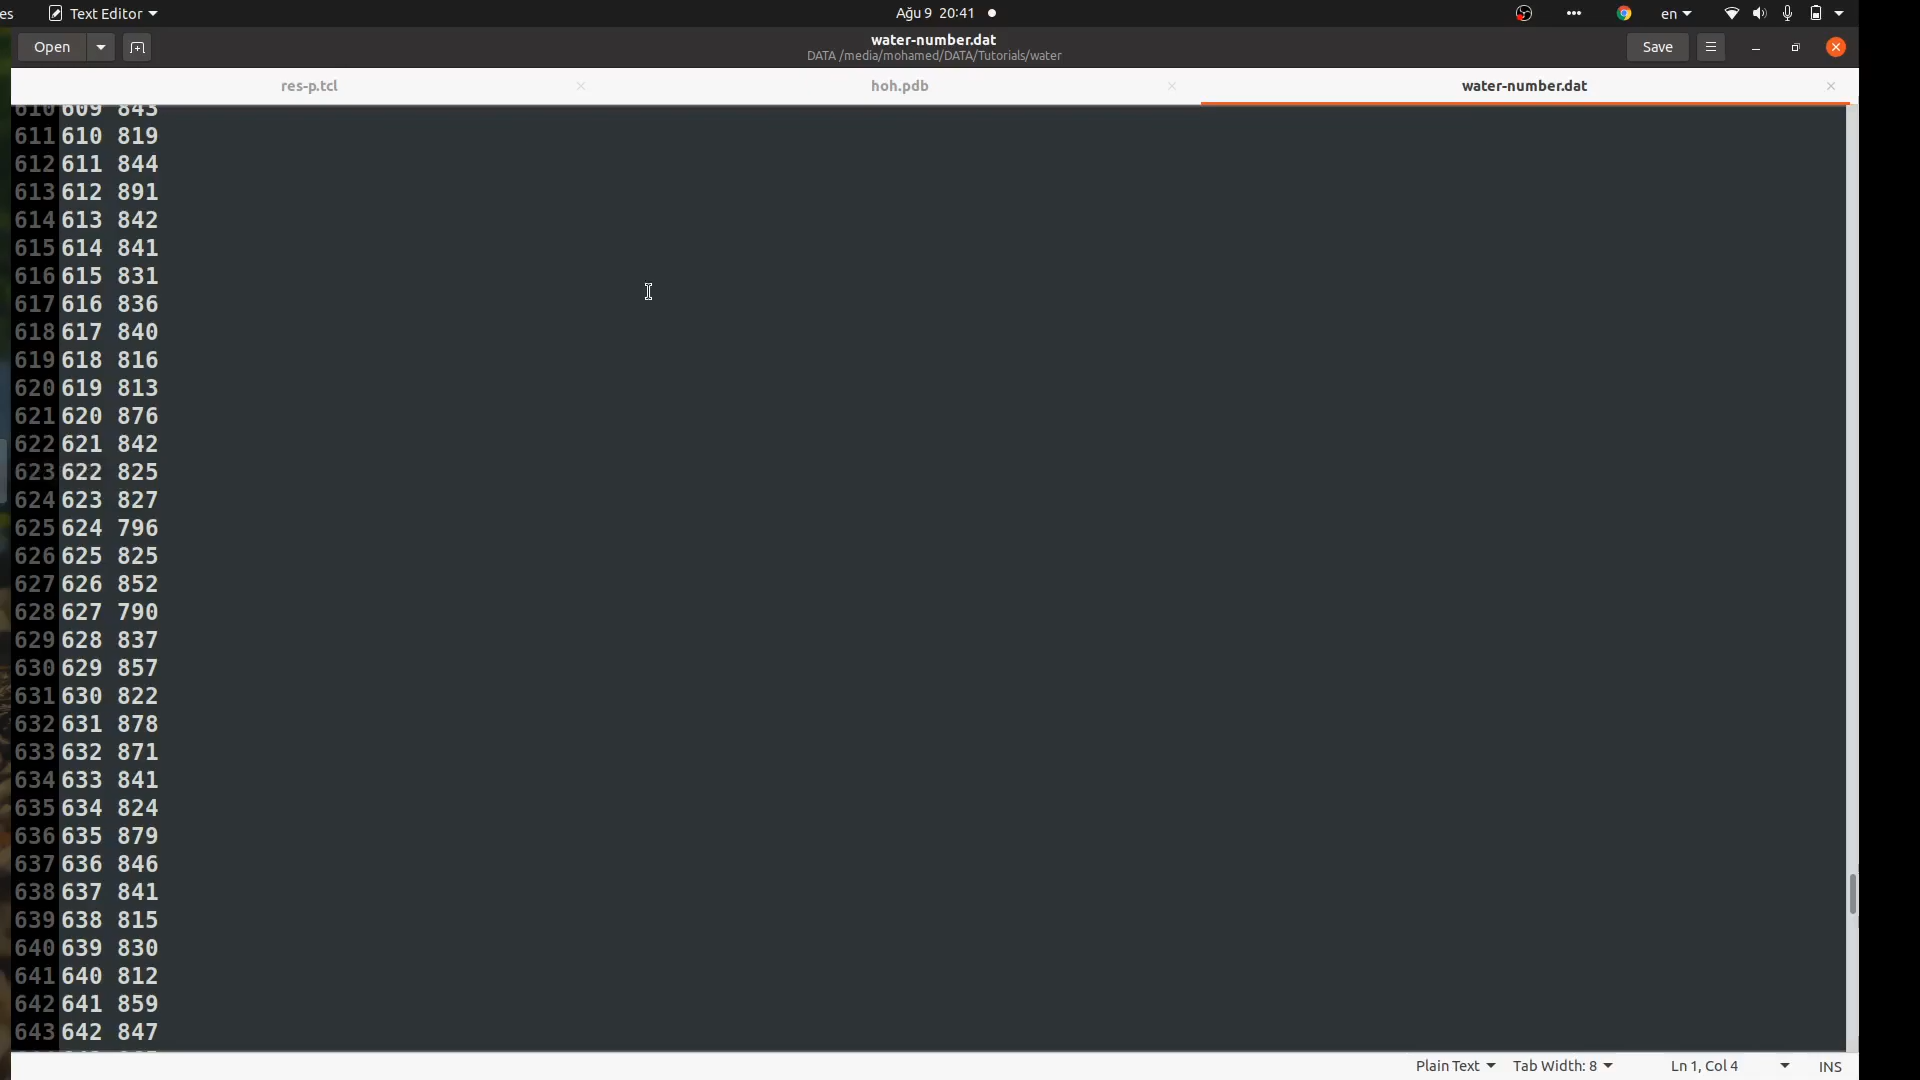 es Text Editor Ağu 9 20:41 en
Open water-number.dat Save
DATA /media/mohamed/DATA/Tutorials/water
res-p.tcl hoh.pdb water-number.dat
610 609 843
611 610 819
612 611 844
613 612 891
614 613 842
615 614 841
616 615 831
617 616 836
618 617 840
619 618 816
620 619 813
621 620 876
622 621 842
623 622 825
624 623 827
625 624 796
626 625 825
627 626 852
628 627 790
629 628 837
630 629 857
631 630 822
632 631 878
633 632 871
634 633 841
635 634 824
636 635 879
637 636 846
638 637 841
639 638 815
640 639 830
641 640 812
642 641 859
643 642 847
Plain Text Tab Width: 8 Ln 1, Col 4 INS